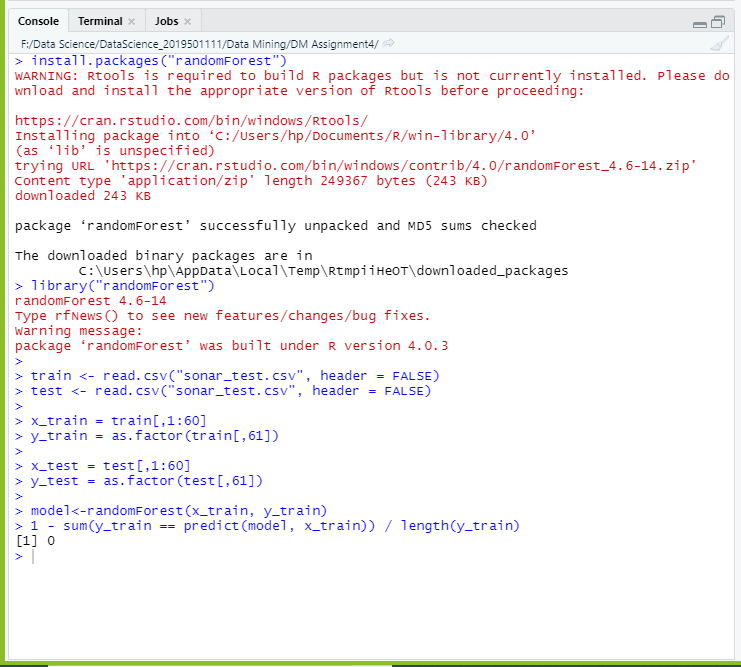 Console Terminal × Jobs ×
F:/Data Science/DataScience_2019501111/Data Mining/DM Assignment4/
> install.packages("randomForest")
WARNING: Rtools is required to build R packages but is not currently installed. Please do
wnload and install the appropriate version of Rtools before proceeding:
https://cran.rstudio.com/bin/windows/Rtools/
Installing package into ‘C:/Users/hp/Documents/R/win-library/4.0’
(as ‘lib’ is unspecified)
trying URL 'https://cran.rstudio.com/bin/windows/contrib/4.0/randomForest_4.6-14.zip'
Content type 'application/zip' length 249367 bytes (243 KB)
downloaded 243 KB
package ‘randomForest’ successfully unpacked and MD5 sums checked
The downloaded binary packages are in
C:\Users\hp\AppData\Local\Temp\RtmpiiHeOT\downloaded_packages
> library("randomForest")
randomForest 4.6-14
Type rfNews() to see new features/changes/bug fixes.
Warning message:
package ‘randomForest’ was built under R version 4.0.3
>
> train <- read.csv("sonar_test.csv", header = FALSE)
> test <- read.csv("sonar_test.csv", header = FALSE)
>
> x_train = train[,1:60]
> y_train = as.factor(train[,61])
>
> x_test = test[,1:60]
> y_test = as.factor(test[,61])
>
> model<-randomForest(x_train, y_train)
> 1 - sum(y_train == predict(model, x_train)) / length(y_train)
[1] 0
>